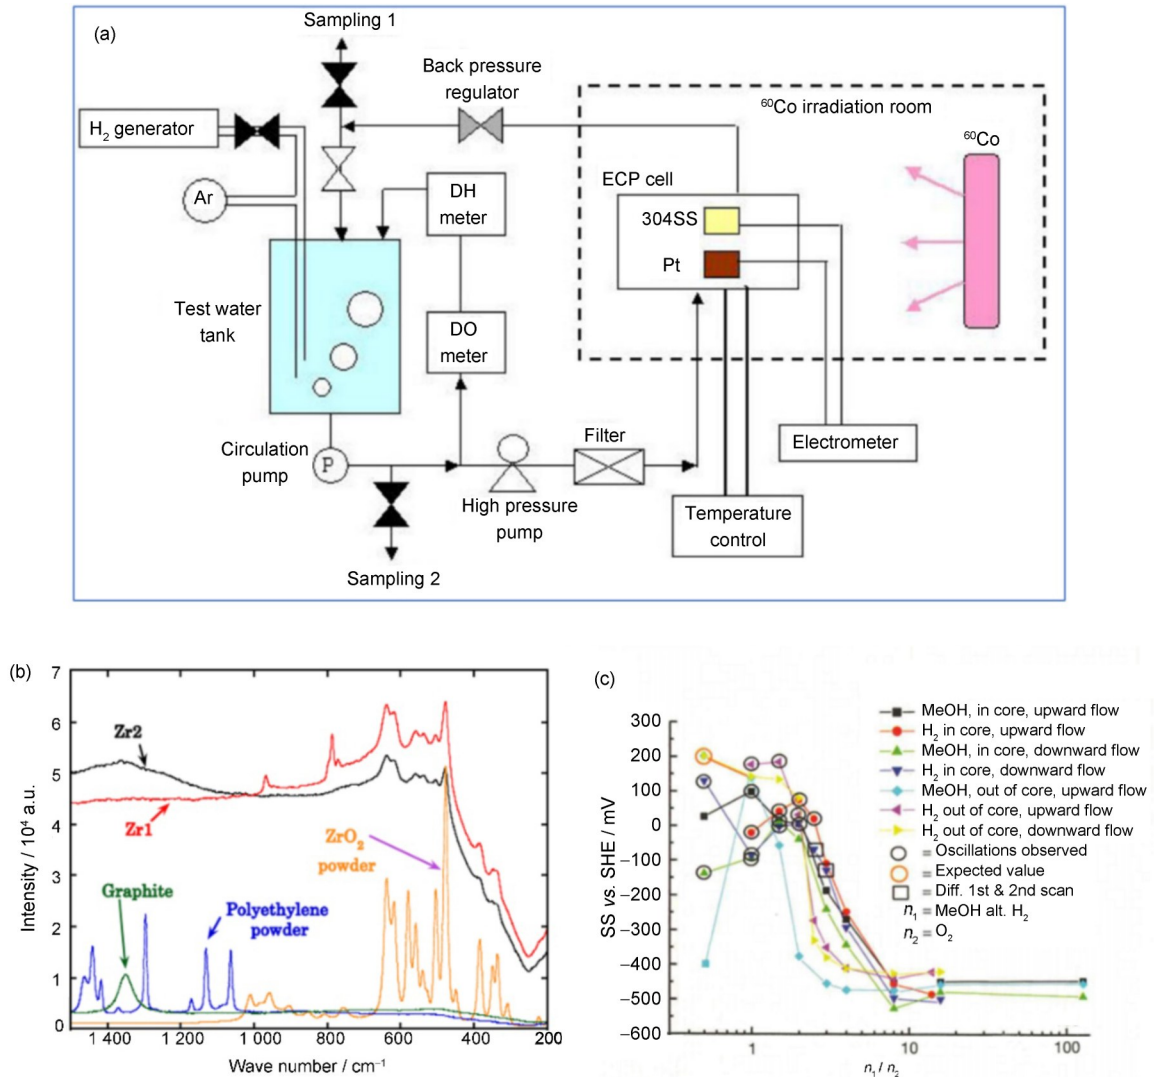 (a)
Sampling 1
Back pressure
regulator
⁶⁰Co irradiation room
H₂ generator
⁶⁰Co
Ar
DH
meter
ECP cell
304SS
Pt
Test water
tank
DO
meter
Circulation
pump
P
Filter
Electrometer
High pressure
pump
Temperature
control
Sampling 2
(b)
7
6
5
4
3
2
1
0
Intensity / 10⁴ a.u.
Zr2
Zr1
ZrO₂
powder
Graphite
Polyethylene
powder
1 400 1 200 1 000 800 600 400 200
Wave number / cm⁻¹
(c)
300
200
100
0
−100
−200
−300
−400
−500
−600
SS vs. SHE / mV
MeOH, in core, upward flow
H₂ in core, upward flow
MeOH, in core, downward flow
H₂ in core, downward flow
MeOH, out of core, upward flow
H₂ out of core, upward flow
H₂ out of core, downward flow
= Oscillations observed
= Expected value
= Diff. 1st & 2nd scan
n₁ = MeOH alt. H₂
n₂ = O₂
1 10 100
n₁ / n₂